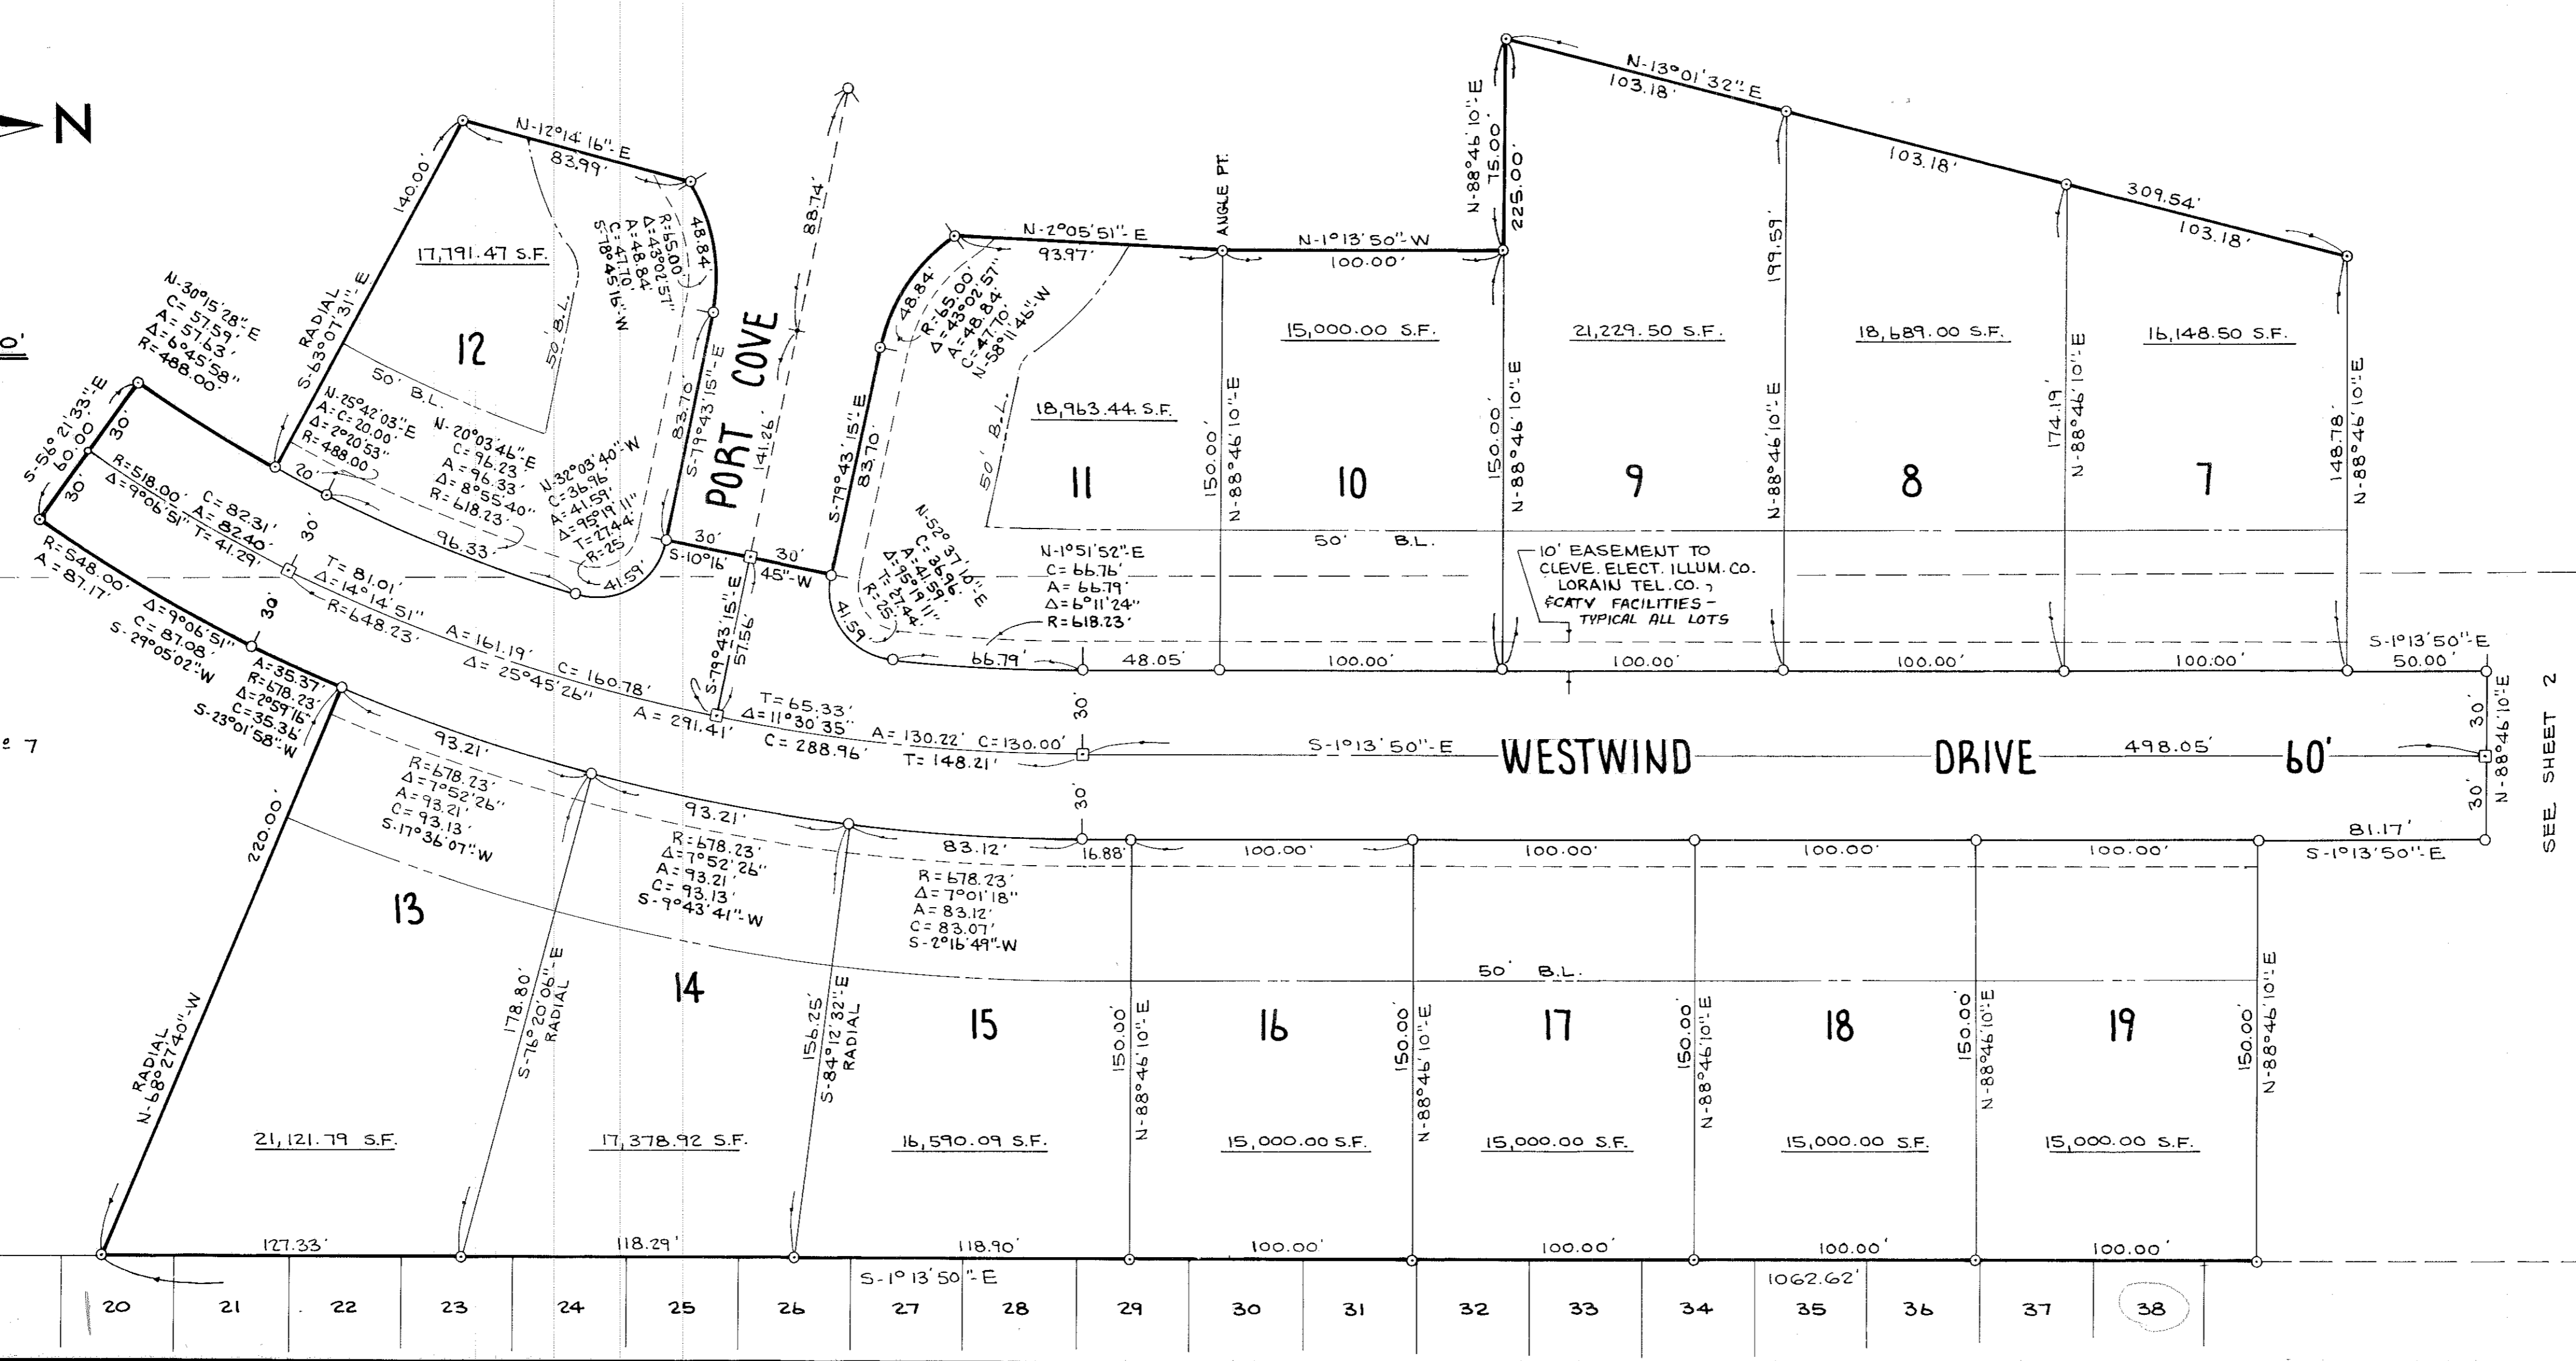 N
0'
º 7
N-12°14'16"-E
83.99'
140.00'
RADIAL
S-63°07'31"-E
17,791.47 S.F.
12
50' B.L.
50' B.L.
48.84'
R=65.00'
Δ=43°02'57"
A=48.84'
C=47.70'
S-78°45'16"-W
N-30°15'28"-E
C=57.59'
A=57.63'
Δ=6°45'58"
R=488.00'
S-56°21'33"-E
60.00'
30'
30'
N-25°42'03"-E
A=C=20.00'
Δ=2°20'53"
R=488.00'
20'
N-20°03'46"-E
C=96.23'
A=96.33'
Δ=8°55'40"
R=618.23'
96.33'
N-32°03'40"-W
C=36.96'
A=41.59'
Δ=95°19'11"
T=27.44'
R=25'
41.59'
83.70'
S-79°43'15"-E
PORT COVE
88.74'
141.26'
30'
30'
S-10°16'45"-W
S-79°43'15"-E
57.56'
S-79°43'15"-E
83.70'
48.84'
R=65.00'
Δ=43°02'57"
A=48.84'
C=47.70'
N-58°11'46"-W
N-2°05'51"-E
93.97'
ANGLE PT.
N-1°13'50"-W
100.00'
50' B.L.
18,963.44 S.F.
11
150.00'
N-88°46'10"-E
N-52°37'10"-E
C=36.96'
A=41.59'
Δ=95°19'11"
T=27.44'
R=25'
41.59'
N-1°51'52"-E
C=66.76'
A=66.79'
Δ=6°11'24"
R=618.23'
66.79'
48.05'
15,000.00 S.F.
10
100.00'
N-88°46'10"-E
75.00'
225.00'
150.00'
N-88°46'10"-E
50' B.L.
N-13°01'32"-E
103.18'
103.18'
309.54'
103.18'
21,229.50 S.F.
9
199.59'
N-88°46'10"-E
18,689.00 S.F.
8
174.19'
N-88°46'10"-E
16,148.50 S.F.
7
148.78'
N-88°46'10"-E
10' EASEMENT TO
CLEVE. ELECT. ILLUM. CO.
LORAIN TEL. CO.,
&CATV FACILITIES -
TYPICAL ALL LOTS
100.00'
100.00'
100.00'
S-1°13'50"-E
50.00'
N-88°46'10"-E
30'
30'
SEE SHEET 2
R=518.00'
Δ=9°06'51"
C=82.31'
A=82.40'
T=41.29'
30'
30'
R=548.00'
A=87.17'
Δ=9°06'51"
C=87.08'
S-29°05'02"-W
T=81.01'
Δ=14°14'51"
R=648.23'
A=161.19'
C=160.78'
Δ=25°45'26"
A=291.41'
C=288.96'
T=65.33'
Δ=11°30'35"
A=130.22'
C=130.00'
T=148.21'
30'
30'
S-1°13'50"-E
WESTWIND DRIVE 498.05' 60'
A=35.37'
R=678.23'
Δ=2°59'16"
C=35.36'
S-23°01'58"-W
93.21'
R=678.23'
Δ=7°52'26"
A=93.21'
C=93.13'
S-17°36'07"-W
93.21'
R=678.23'
Δ=7°52'26"
A=93.21'
C=93.13'
S-9°43'41"-W
83.12'
R=678.23'
Δ=7°01'18"
A=83.12'
C=83.07'
S-2°16'49"-W
16.88'
100.00'
100.00'
100.00'
100.00'
81.17'
S-1°13'50"-E
220.00'
RADIAL
N-68°27'40"-W
13
178.80'
S-76°20'06"-E
RADIAL
14
156.25'
S-84°12'32"-E
RADIAL
15
150.00'
N-88°46'10"-E
16
150.00'
N-88°46'10"-E
50' B.L.
17
150.00'
N-88°46'10"-E
18
150.00'
N-88°46'10"-E
19
150.00'
N-88°46'10"-E
21,121.79 S.F.
17,378.92 S.F.
16,590.09 S.F.
15,000.00 S.F.
15,000.00 S.F.
15,000.00 S.F.
15,000.00 S.F.
127.33'
118.29'
118.90'
100.00'
100.00'
100.00'
100.00'
S-1°13'50"-E
1062.62'
20 21 22 23 24 25 26 27 28 29 30 31 32 33 34 35 36 37 38